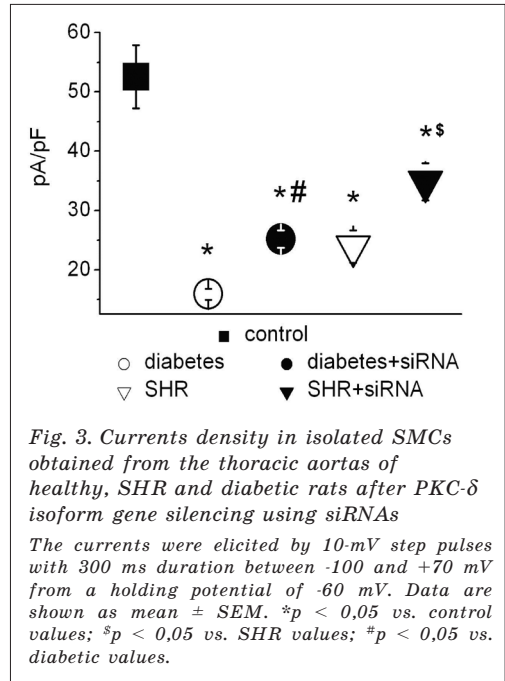 60
50
40
30
20
pA/pF
*
*#
*
*$
■ control
○ diabetes ● diabetes+siRNA
▽ SHR ▼ SHR+siRNA
Fig. 3. Currents density in isolated SMCs
obtained from the thoracic aortas of
healthy, SHR and diabetic rats after PKC-δ
isoform gene silencing using siRNAs
The currents were elicited by 10-mV step pulses
with 300 ms duration between -100 and +70 mV
from a holding potential of -60 mV. Data are
shown as mean ± SEM. *p < 0,05 vs. control
values; $p < 0,05 vs. SHR values; #p < 0,05 vs.
diabetic values.